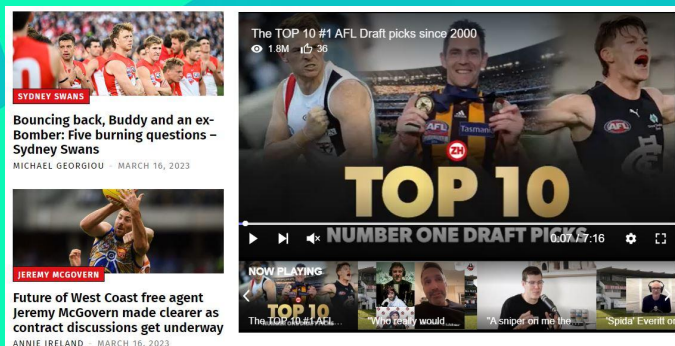 SYDNEY SWANS
Bouncing back, Buddy and an ex-
Bomber: Five burning questions –
Sydney Swans
MICHAEL GEORGIOU - MARCH 16, 2023
JEREMY MCGOVERN
Future of West Coast free agent
Jeremy McGovern made clearer as
contract discussions get underway
ANNIE IRELAND - MARCH 16, 2023
The TOP 10 #1 AFL Draft picks since 2000
1.8M 36
AFL
Tasmania
AFL
ZH
TOP 10
NUMBER ONE DRAFT PICKS
0:07 / 7:16
NOW PLAYING
TOP 10
The TOP 10 #1 AFL...
"Who really would...
"A sniper on me the...
'Spida' Everitt on